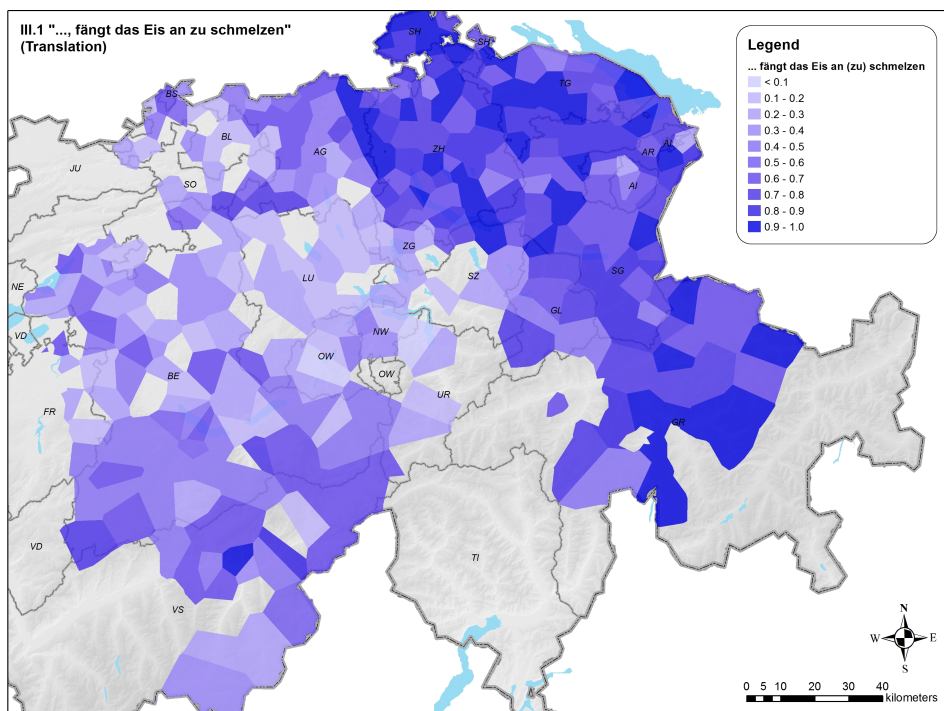 III.1 "..., fängt das Eis an zu schmelzen"
(Translation)
Legend
... fängt das Eis an (zu) schmelzen
< 0.1
0.1 - 0.2
0.2 - 0.3
0.3 - 0.4
0.4 - 0.5
0.5 - 0.6
0.6 - 0.7
0.7 - 0.8
0.8 - 0.9
0.9 - 1.0
SH
SH
TG
BS
BL
AG
ZH
AR
AI
AI
JU
SO
ZG
SG
LU
SZ
NE
GL
VD
NW
OW
OW
BE
UR
FR
GR
VD
TI
VS
N
W
E
S
0 5 10 20 30 40
kilometers